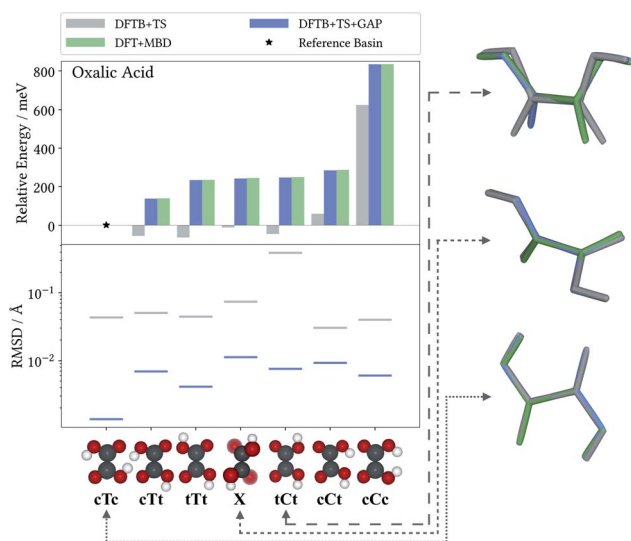 DFTB+TS
DFTB+TS+GAP
DFT+MBD
Reference Basin
Oxalic Acid
Relative Energy / meV
800
600
400
200
0
RMSD / Å
10⁻¹
10⁻²
cTc cTt tTt X tCt cCt cCc